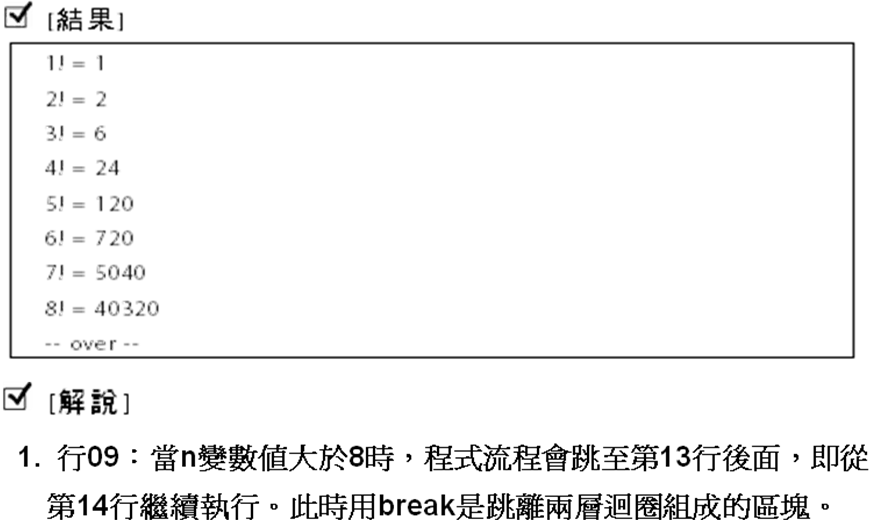 [結果]
1! = 1
2! = 2
3! = 6
4! = 24
5! = 120
6! = 720
7! = 5040
8! = 40320
-- over --
[解說]
1. 行09：當n變數值大於8時，程式流程會跳至第13行後面，即從
第14行繼續執行。此時用break是跳離兩層迴圈組成的區塊。